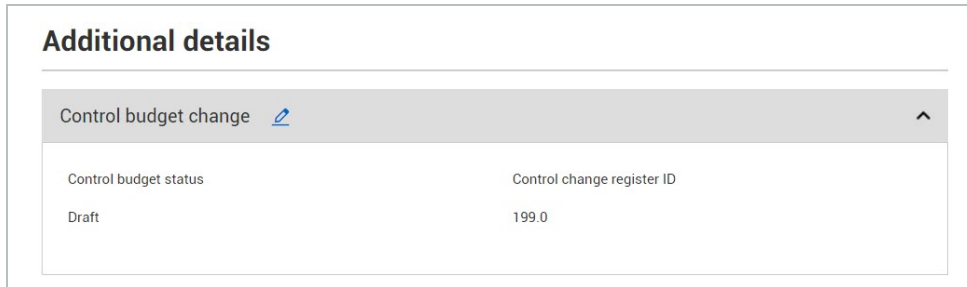 Additional details
Control budget change
Control budget status
Control change register ID
Draft
199.0